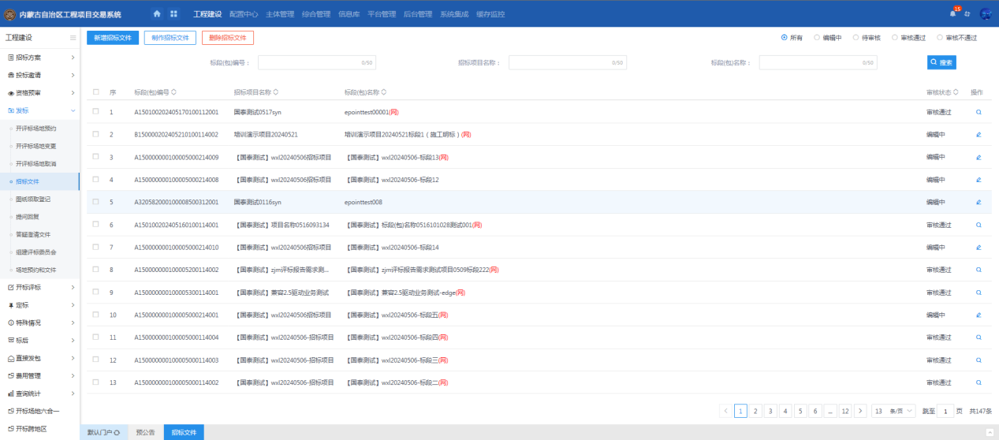 内蒙古自治区工程项目交易系统
工程建设 配置中心 主体管理 综合管理 信息库 平台管理 后台管理 系统集成 缓存监控
15
工程建设
新增招标文件 制作招标文件 删除招标文件
所有 编辑中 待审核 审核通过 审核不通过
招标方案
投标邀请
资格预审
发标
开评标场地预约
开评标场地变更
开评标场地取消
招标文件
图纸领取登记
提问回复
答疑澄清文件
组建评标委员会
场地预约和文件
开标评标
定标
特殊情况
标后
直接发包
费用管理
查询统计
开标场地六合一
开标跨地区
标段(包)编号： 0/50 招标项目名称： 0/50 标段(包)名称： 0/50 搜索
序 标段(包)编号 招标项目名称 标段(包)名称 审核状态 操作
1 A150100202405170100112001 国泰测试0517syn epointtest00001(网) 审核通过
2 B150000202405210100114002 培训演示项目20240521 培训演示项目20240521标段1（施工明标）(网) 编辑中
3 A150000000100005000214009 【国泰测试】wxl20240506招标项目 【国泰测试】wxl20240506-标段13(网) 编辑中
4 A150000000100005000214008 【国泰测试】wxl20240506招标项目 【国泰测试】wxl20240506-标段12 编辑中
5 A320582000100008500312001 国泰测试0116syn epointtest008 编辑中
6 A150100202405160100114001 【国泰测试】项目名称0516093134 【国泰测试】标段(包)名称0516101028测试001(网) 审核通过
7 A150000000100005000214010 【国泰测试】wxl20240506招标项目 【国泰测试】wxl20240506-标段14 编辑中
8 A150000000100005200114002 【国泰测试】zjm评标报告需求测... 【国泰测试】zjm评标报告需求测试项目0509标段222(网) 审核通过
9 A150000000100005300114001 【国泰测试】兼容2.5驱动业务测试 【国泰测试】兼容2.5驱动业务测试-edge(网) 审核通过
10 A150000000100005000214001 【国泰测试】wxl20240506招标项目 【国泰测试】wxl20240506-标段五(网) 编辑中
11 A150000000100005000114004 【国泰测试】wxl20240506-招标项目 【国泰测试】wxl20240506-标段四(网) 审核通过
12 A150000000100005000114003 【国泰测试】wxl20240506-招标项目 【国泰测试】wxl20240506-标段三(网) 审核通过
13 A150000000100005000114002 【国泰测试】wxl20240506-招标项目 【国泰测试】wxl20240506-标段二(网) 审核通过
1 2 3 4 5 6 ... 12 13 条/页 跳至 1 页 共147条
默认门户 预公告 招标文件